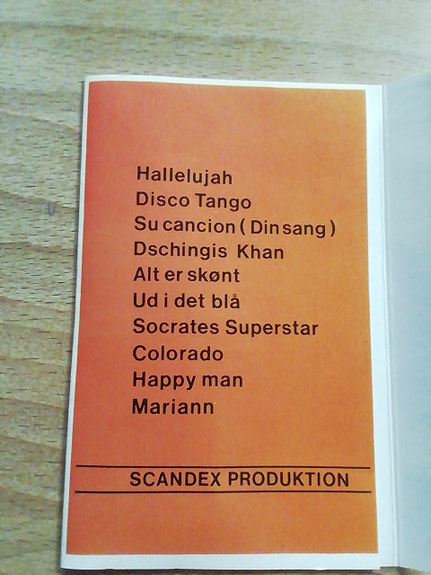 Hallelujah
Disco Tango
Su cancion ( Din sang )
Dschingis Khan
Alt er skønt
Ud i det blå
Socrates Superstar
Colorado
Happy man
Mariann
SCANDEX PRODUKTION